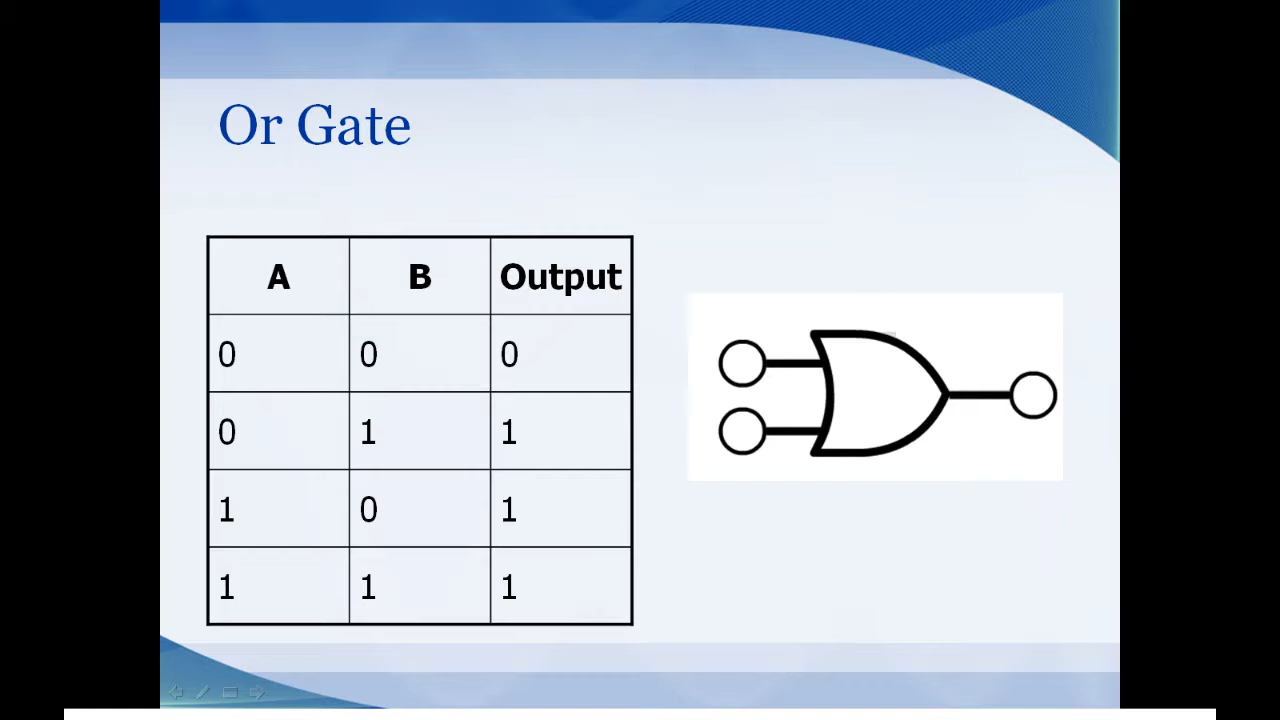 Or Gate
A B Output
0 0 0
0 1 1
1 0 1
1 1 1